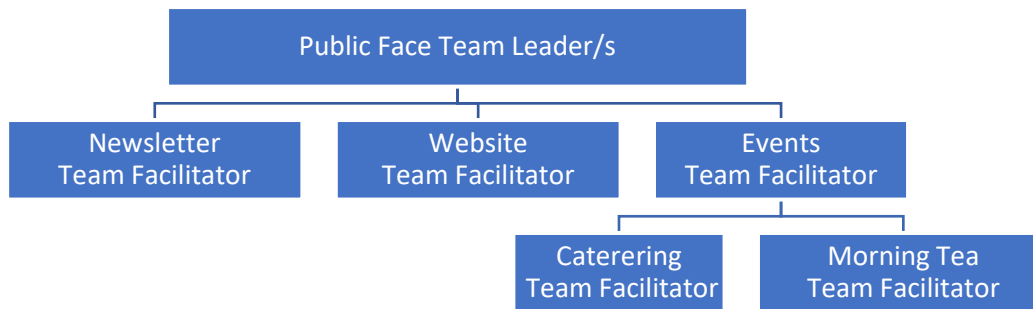 Public Face Team Leader/s
Newsletter
Team Facilitator
Website
Team Facilitator
Events
Team Facilitator
Caterering
Team Facilitator
Morning Tea
Team Facilitator